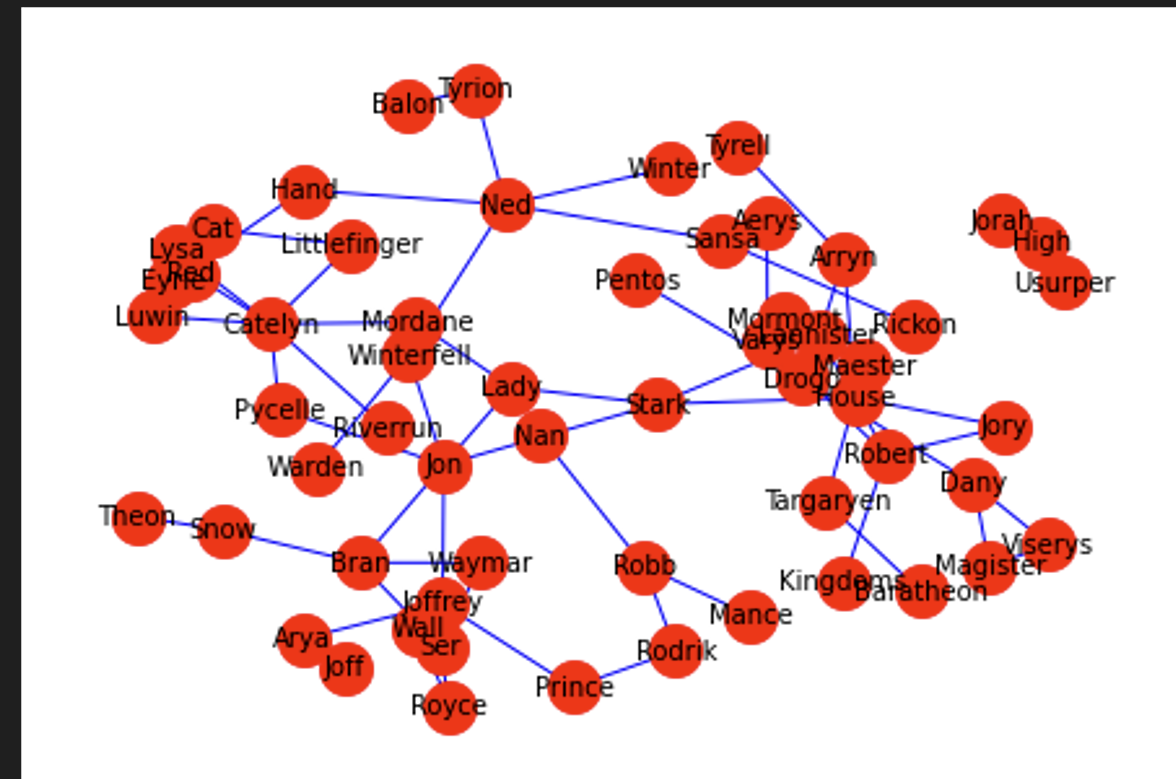 Tyrion
Balon
Tyrell
Winter
Hand
Ned
Jorah
Aerys
Cat
Sansa
High
Littlefinger
Lysa
Arryn
Red
Eyrie
Pentos
Usurper
Luwin
Mormont
Mordane
Catelyn
Rickon
Lannister
Varys
Winterfell
Maester
Drogo
Lady
House
Stark
Pycelle
Jory
Riverrun
Nan
Robert
Jon
Warden
Dany
Targaryen
Theon
Snow
Viserys
Bran
Waymar
Robb
Magister
Kingdoms
Baratheon
Joffrey
Mance
Wall
Arya
Ser
Rodrik
Joff
Prince
Royce